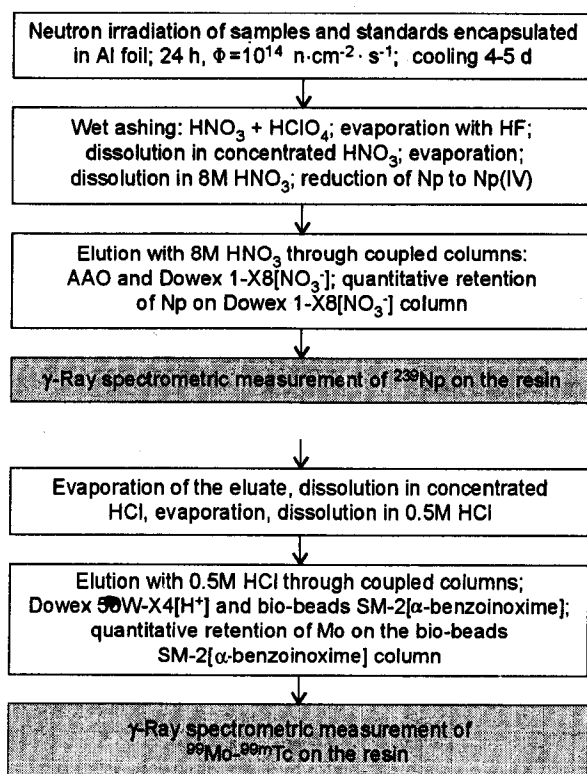 Neutron irradiation of samples and standards encapsulated
in Al foil; 24 h, Φ=10¹⁴ n·cm⁻²·s⁻¹; cooling 4-5 d
Wet ashing: HNO₃ + HClO₄; evaporation with HF;
dissolution in concentrated HNO₃; evaporation;
dissolution in 8M HNO₃; reduction of Np to Np(IV)
Elution with 8M HNO₃ through coupled columns:
AAO and Dowex 1-X8[NO₃⁻]; quantitative retention
of Np on Dowex 1-X8[NO₃⁻] column
γ-Ray spectrometric measurement of ²³⁹Np on the resin
Evaporation of the eluate, dissolution in concentrated
HCl, evaporation, dissolution in 0.5M HCl
Elution with 0.5M HCl through coupled columns;
Dowex 50W-X4[H⁺] and bio-beads SM-2[α-benzoinoxime];
quantitative retention of Mo on the bio-beads
SM-2[α-benzoinoxime] column
γ-Ray spectrometric measurement of
⁹⁹Mo-⁹⁹ᵐTc on the resin